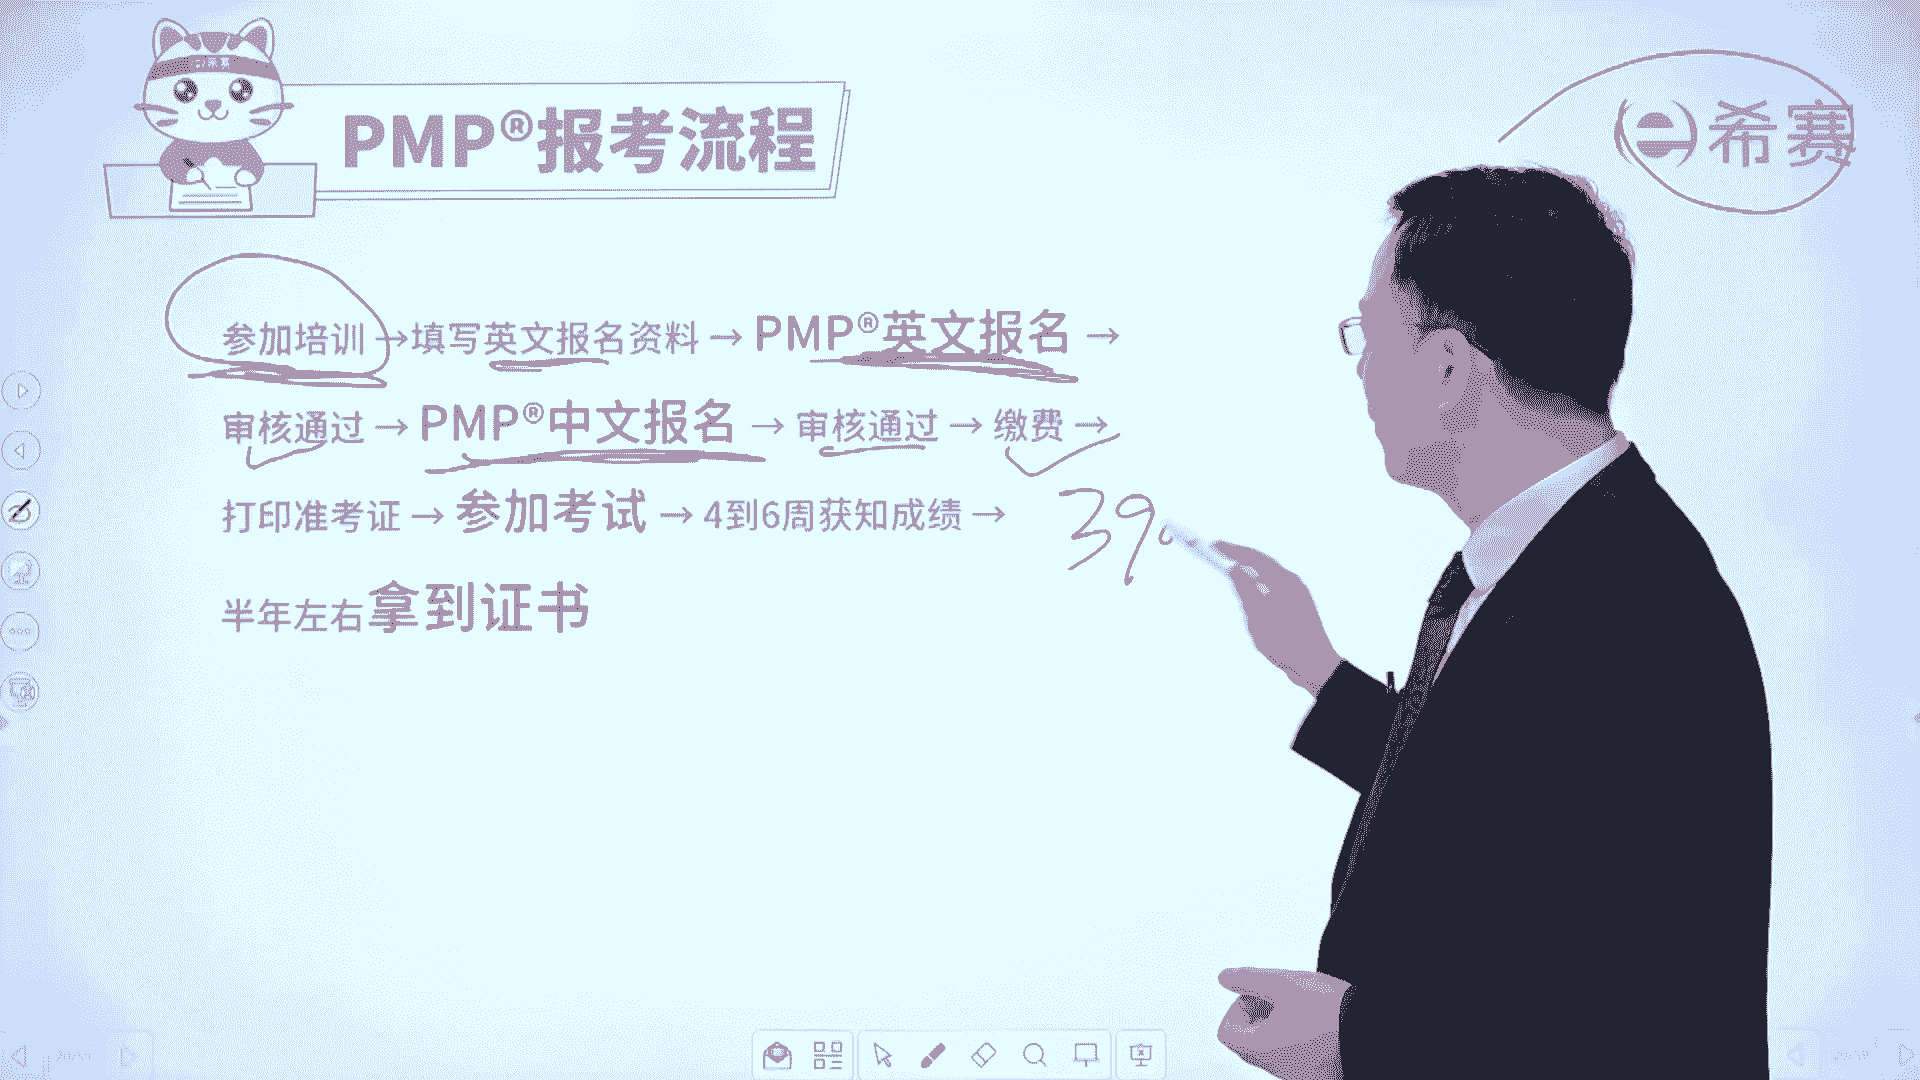 PMP®报考流程
希赛
参加培训→填写英文报名资料→PMP®英文报名→
审核通过→PMP®中文报名→审核通过→缴费→
打印准考证→参加考试→4到6周获知成绩→
390
半年左右拿到证书